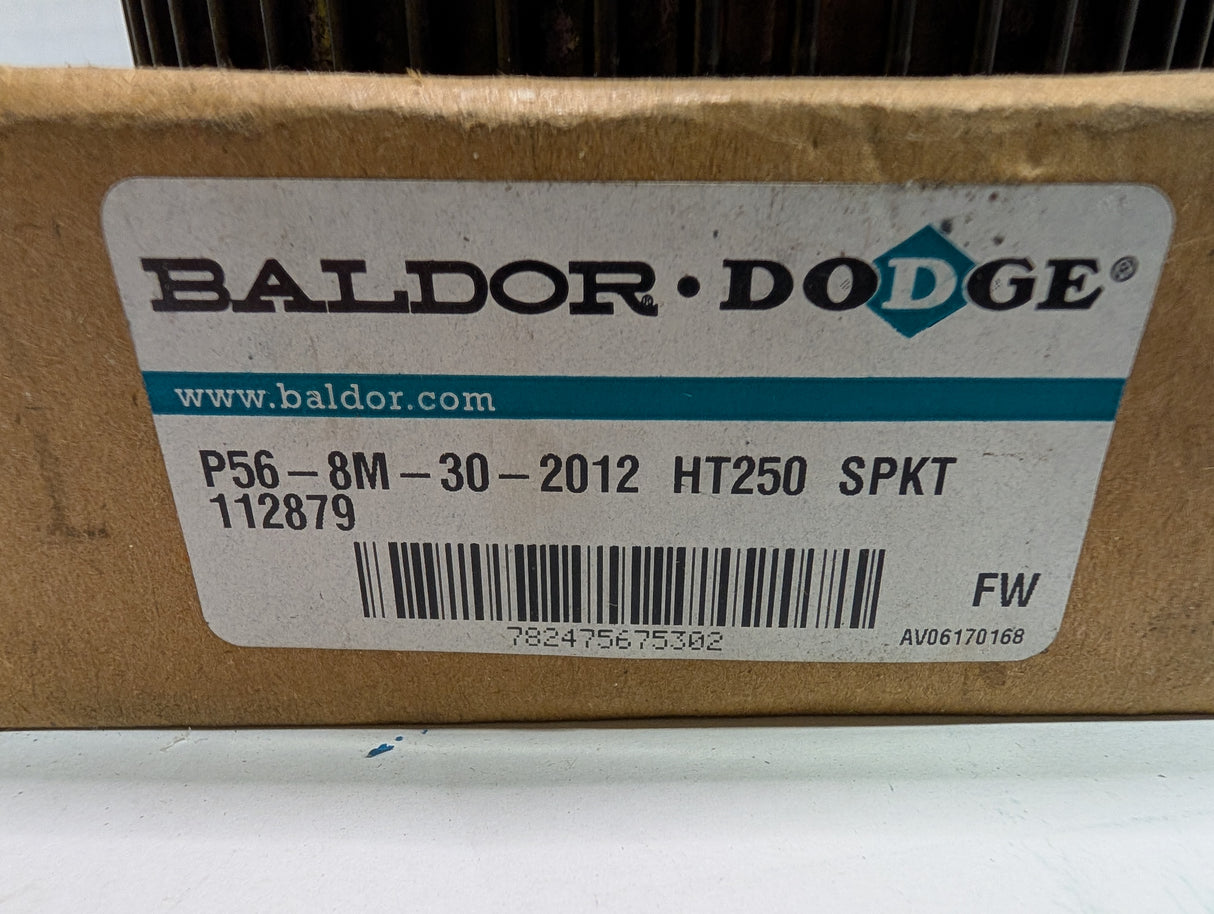 BALDOR® · DODGE®
www.baldor.com
P56-8M-30-2012 HT250 SPKT
112879
FW
782475675302
AV06170168